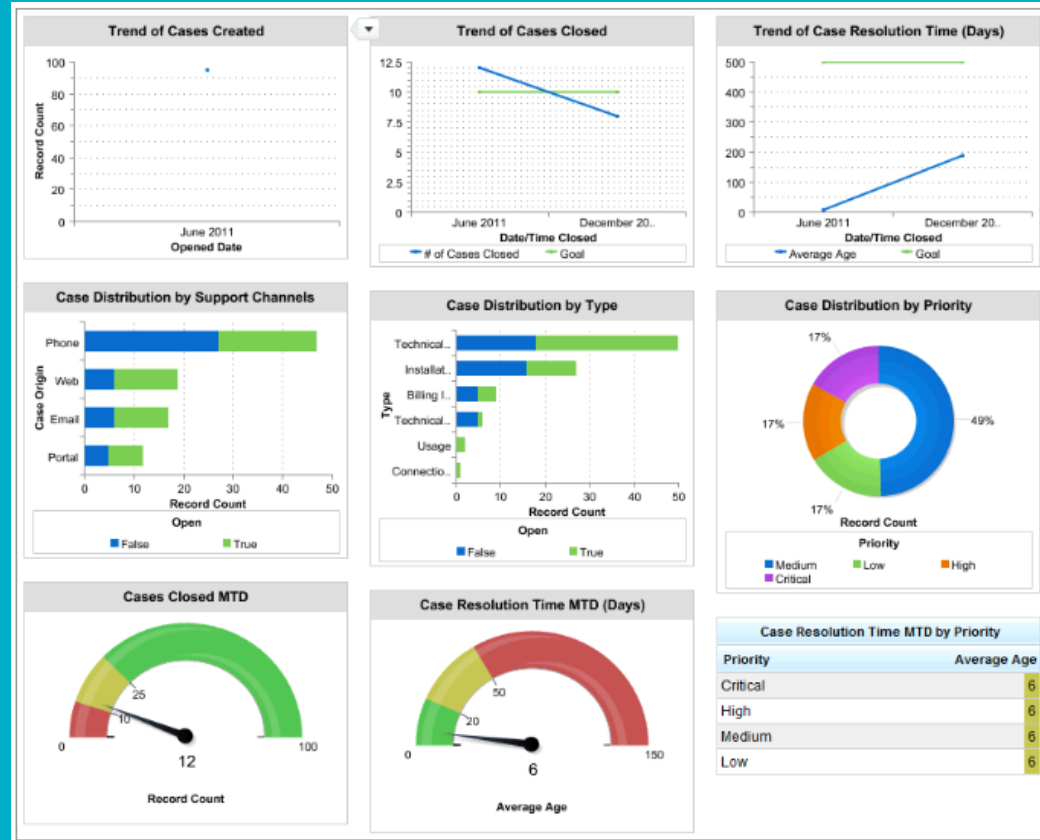 Trend of Cases Created
100
80
60
40
20
0
Record Count
June 2011
Opened Date
Trend of Cases Closed
12.5
10
7.5
5
2.5
0
June 2011 December 20..
Date/Time Closed
# of Cases Closed Goal
Trend of Case Resolution Time (Days)
500
400
300
200
100
0
June 2011 December 20..
Date/Time Closed
Average Age Goal
Case Distribution by Support Channels
Case Origin
Phone
Web
Email
Portal
0 10 20 30 40 50
Record Count
Open
False True
Case Distribution by Type
Type
Technical..
Installat..
Billing I..
Technical..
Usage
Connectio..
0 10 20 30 40 50
Record Count
Open
False True
Case Distribution by Priority
17%
17%
49%
17%
Record Count
Priority
Medium Low High
Critical
Cases Closed MTD
25
10
0 100
12
Record Count
Case Resolution Time MTD (Days)
50
20
0 150
6
Average Age
Case Resolution Time MTD by Priority
Priority Average Age
Critical 6
High 6
Medium 6
Low 6